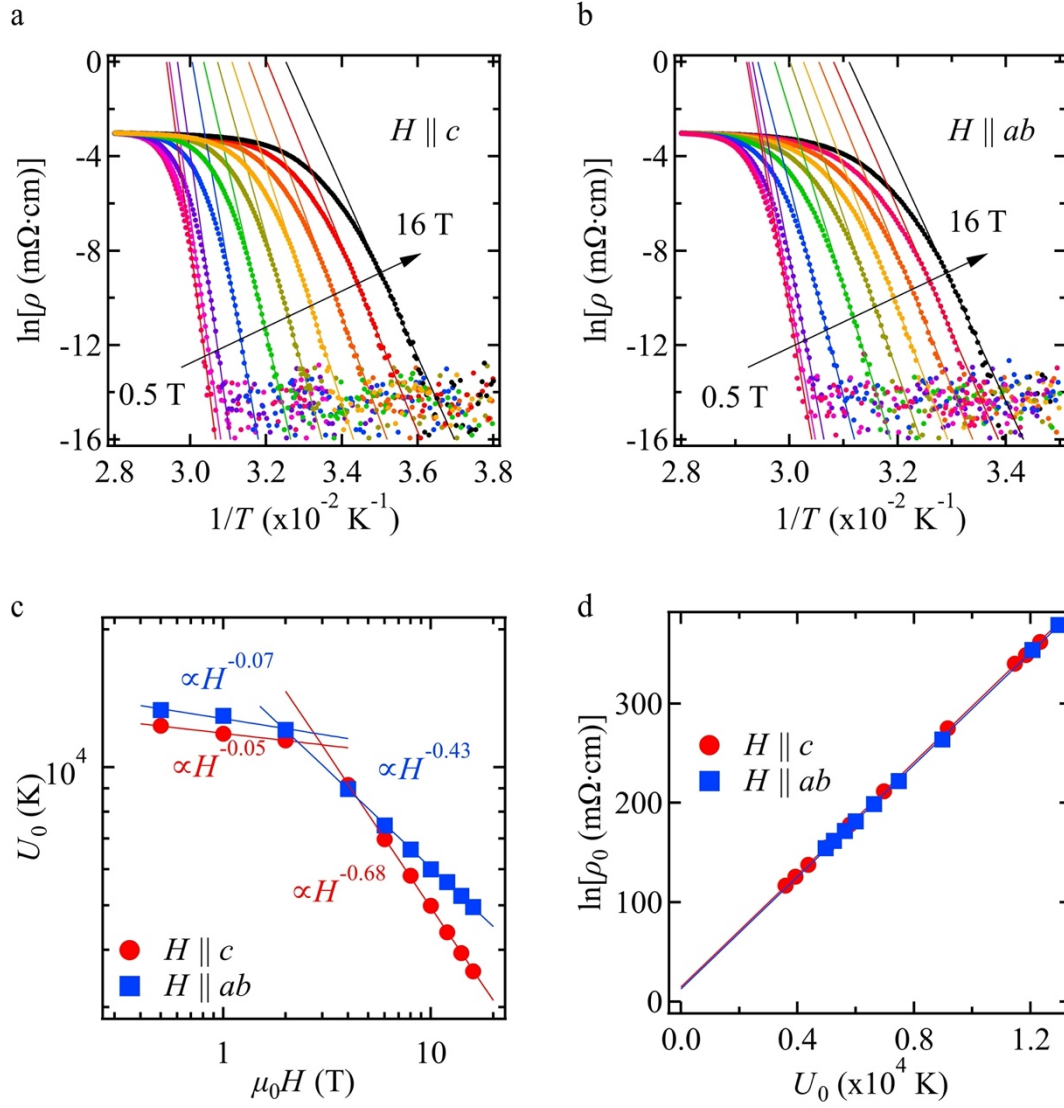 a
0
-4
-8
-12
-16
ln[ρ (mΩ·cm)]
H || c
16 T
0.5 T
2.8 3.0 3.2 3.4 3.6 3.8
1/T (x10⁻² K⁻¹)
b
0
-4
-8
-12
-16
ln[ρ (mΩ·cm)]
H || ab
16 T
0.5 T
2.8 3.0 3.2 3.4
1/T (x10⁻² K⁻¹)
c
∝H^-0.07
∝H^-0.05
∝H^-0.43
∝H^-0.68
10⁴
U₀ (K)
H || c
H || ab
1 10
μ₀H (T)
d
300
200
100
0
ln[ρ₀ (mΩ·cm)]
H || c
H || ab
0.0 0.4 0.8 1.2
U₀ (x10⁴ K)